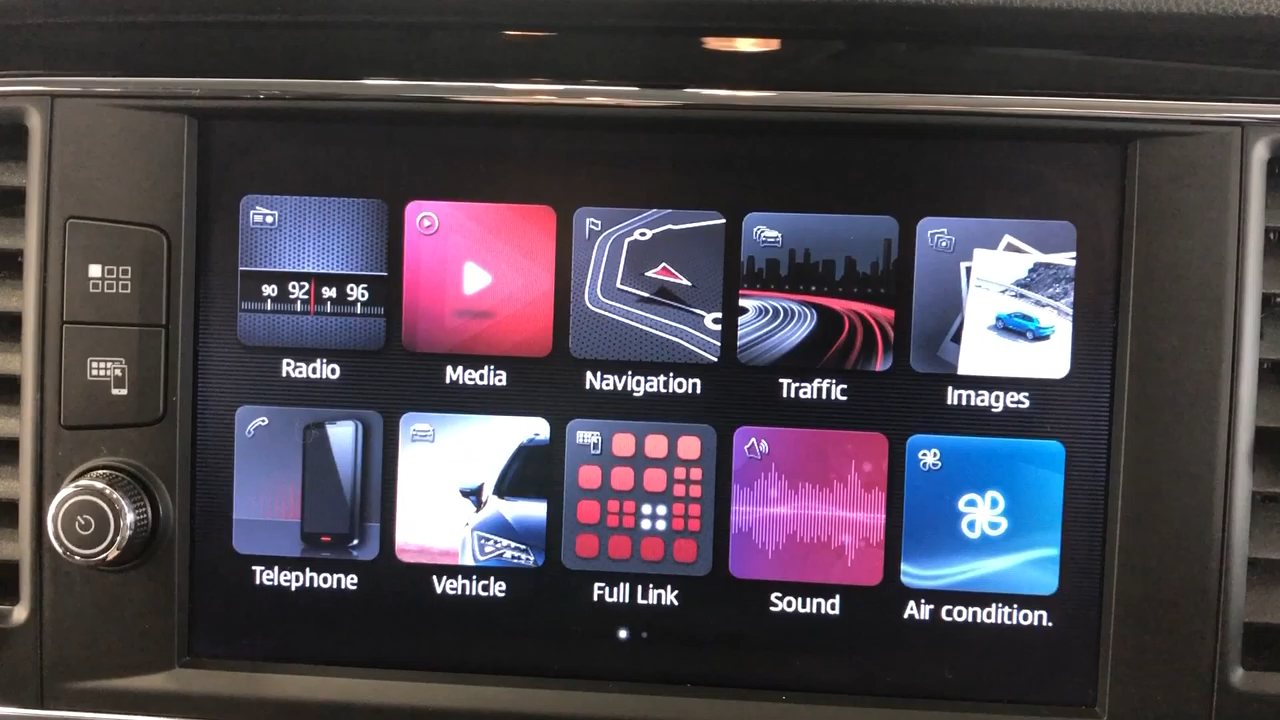 90 92 94 96
Radio
Media
Navigation
Traffic
Images
Telephone
Vehicle
Full Link
Sound
Air condition.